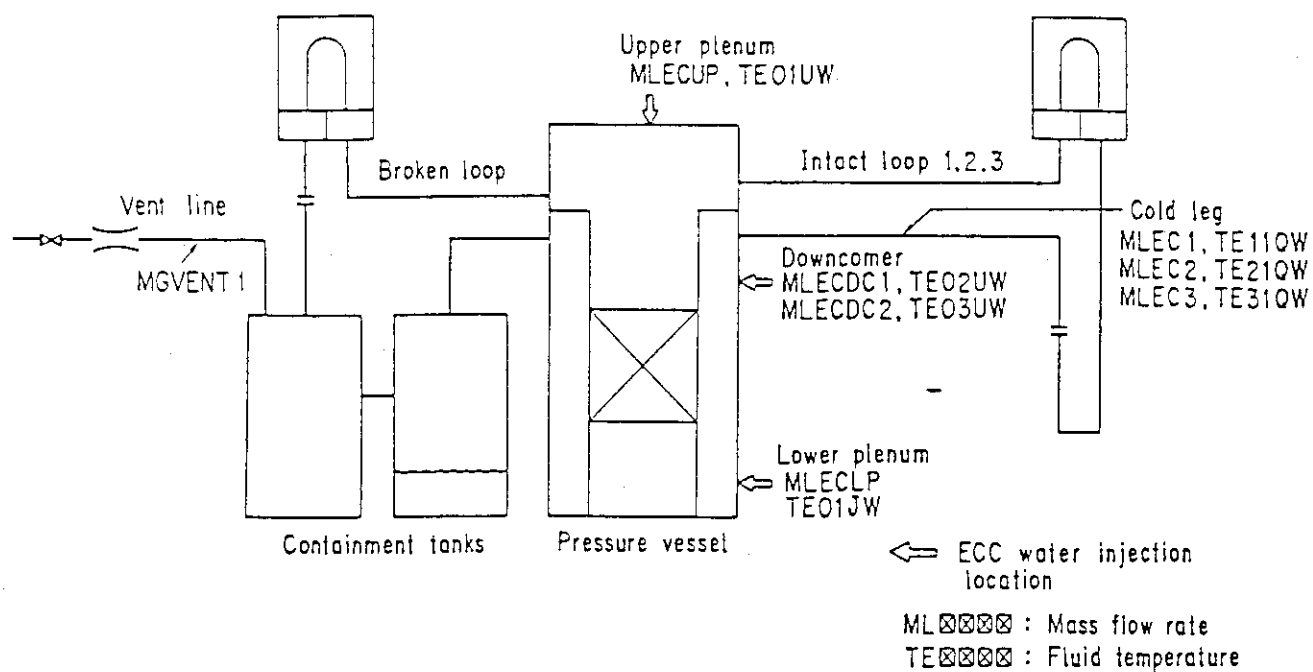 Upper plenum
MLECUP, TE01UW
Broken loop
Intact loop 1,2,3
Vent line
MGVENT 1
Cold leg
MLEC1, TE11QW
MLEC2, TE21QW
MLEC3, TE31QW
Downcomer
MLECDC1, TE02UW
MLECDC2, TE03UW
Lower plenum
MLECLP
TE01JW
Containment tanks
Pressure vessel
ECC water injection
location
ML☒☒☒☒ : Mass flow rate
TE☒☒☒☒ : Fluid temperature